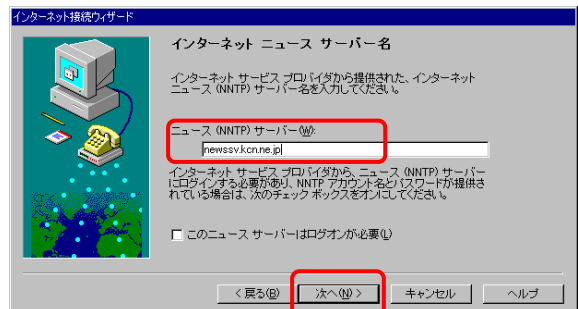 インターネット接続ウィザード
インターネット ニュース サーバー名
インターネット サービス プロバイダから提供された、インターネット
ニュース (NNTP) サーバー名を入力してください。
ニュース (NNTP) サーバー(W):
newssv.kcn.ne.jp
インターネット サービス プロバイダから、ニュース (NNTP) サーバー
にログインする必要があり、NNTP アカウント名とパスワードが提供さ
れている場合は、次のチェック ボックスをオンにしてください。
このニュース サーバーはログオンが必要(L)
< 戻る(B)
次へ(N) >
キャンセル
ヘルプ